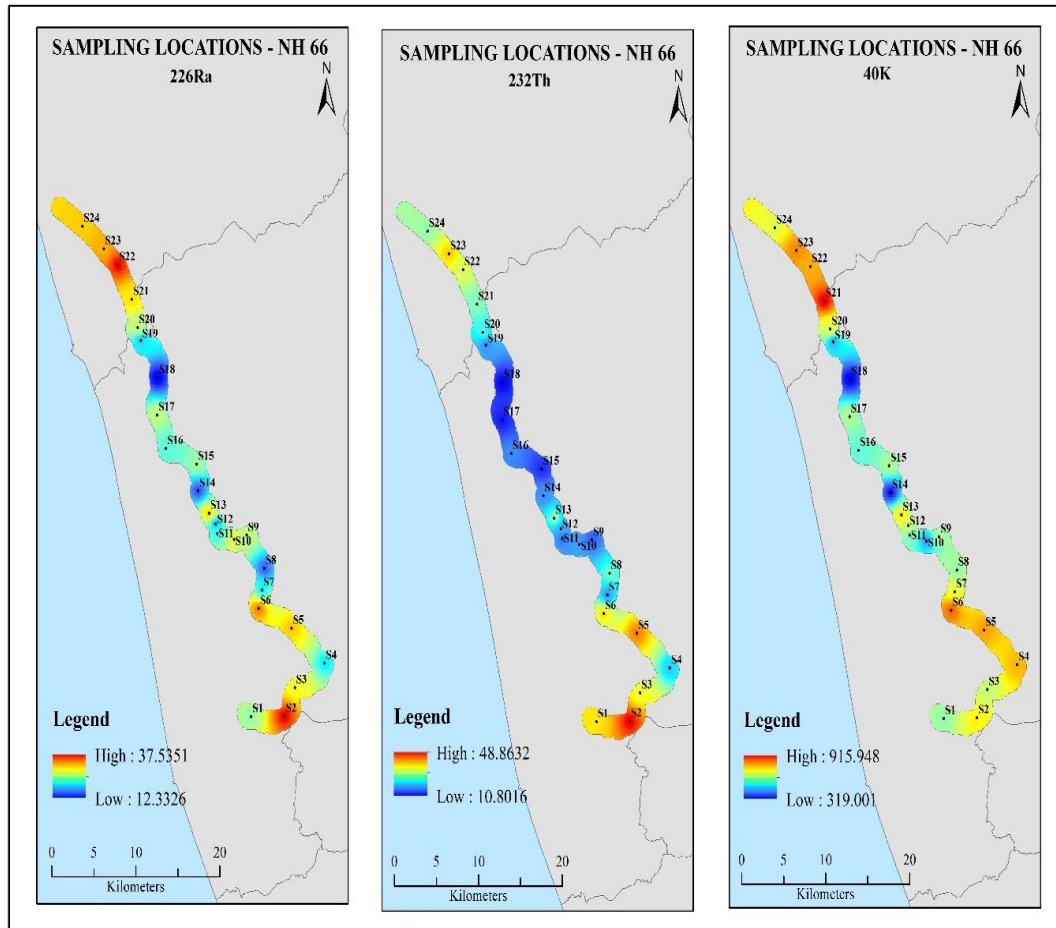 SAMPLING LOCATIONS - NH 66
226Ra
N
S24
S23
S22
S21
S20
S19
S18
S17
S16
S15
S14
S13
S12
S11
S9
S10
S8
S7
S6
S5
S4
S3
S1
S2
Legend
High : 37.5351
Low : 12.3326
0 5 10 20
Kilometers
SAMPLING LOCATIONS - NH 66
232Th
N
S24
S23
S22
S21
S20
S19
S18
S17
S16
S15
S14
S13
S12
S11
S9
S10
S8
S7
S6
S5
S4
S3
S1
S2
Legend
High : 48.8632
Low : 10.8016
0 5 10 20
Kilometers
SAMPLING LOCATIONS - NH 66
40K
N
S24
S23
S22
S21
S20
S19
S18
S17
S16
S15
S14
S13
S12
S11
S9
S10
S8
S7
S6
S5
S4
S3
S1
S2
Legend
High : 915.948
Low : 319.001
0 5 10 20
Kilometers